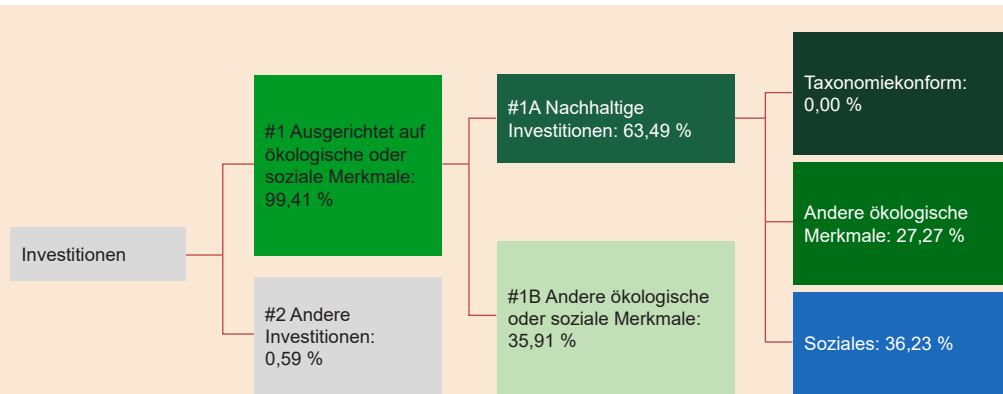 Investitionen
#1 Ausgerichtet auf
ökologische oder
soziale Merkmale:
99,41 %
#2 Andere
Investitionen:
0,59 %
#1A Nachhaltige
Investitionen: 63,49 %
#1B Andere ökologische
oder soziale Merkmale:
35,91 %
Taxonomiekonform:
0,00 %
Andere ökologische
Merkmale: 27,27 %
Soziales: 36,23 %